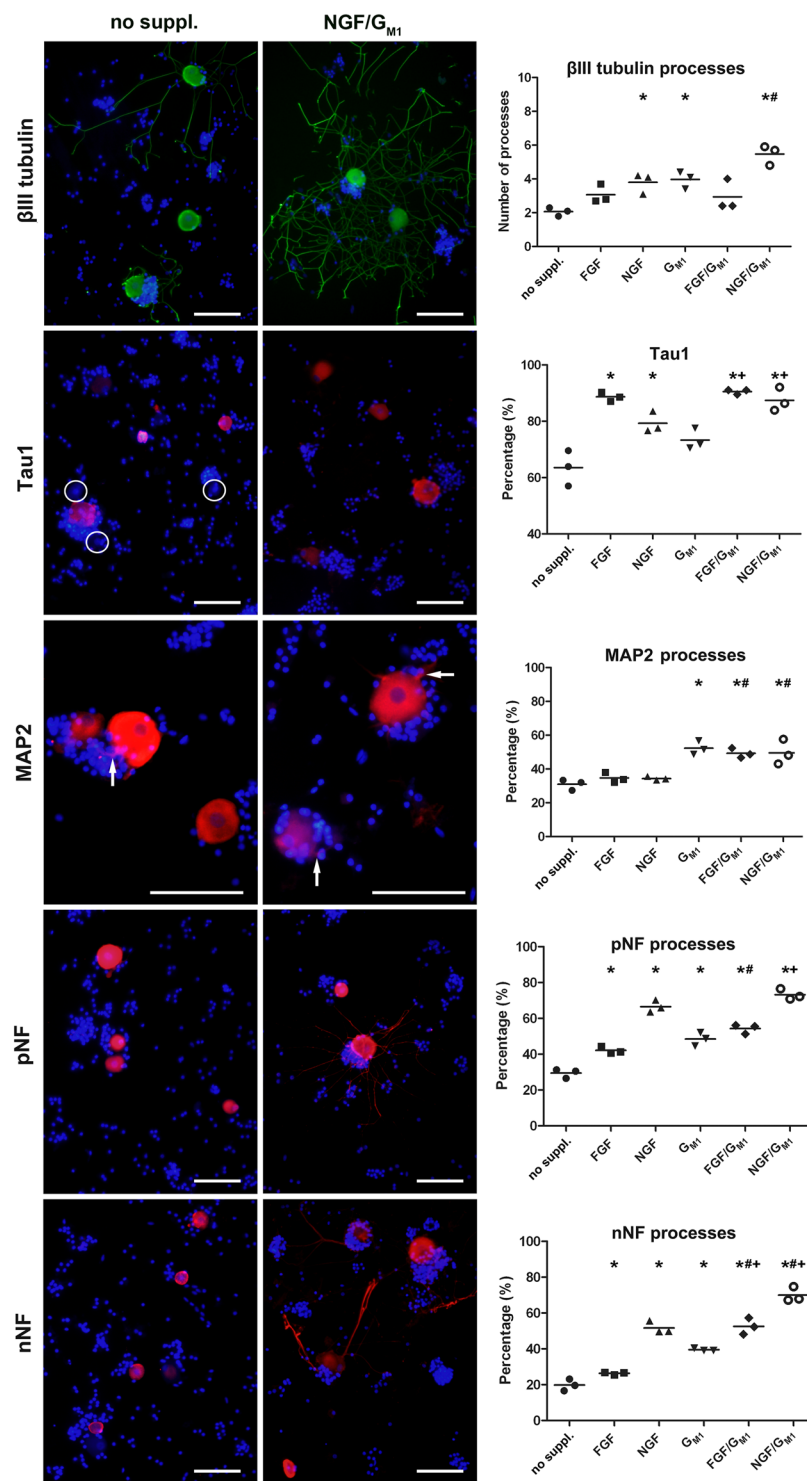 no suppl.
NGF/GM1
βIII tubulin
βIII tubulin processes
Number of processes
10
8
6
4
2
0
* * *#
no suppl.
FGF
NGF
GM1
FGF/GM1
NGF/GM1
Tau1
Tau1
Percentage (%)
100
80
60
40
* * *+ *+
no suppl.
FGF
NGF
GM1
FGF/GM1
NGF/GM1
MAP2
MAP2 processes
Percentage (%)
100
80
60
40
20
0
* *# *#
no suppl.
FGF
NGF
GM1
FGF/GM1
NGF/GM1
pNF
pNF processes
Percentage (%)
100
80
60
40
20
0
* * * *# *+
no suppl.
FGF
NGF
GM1
FGF/GM1
NGF/GM1
nNF
nNF processes
Percentage (%)
100
80
60
40
20
0
* * * *#+ *#+
no suppl.
FGF
NGF
GM1
FGF/GM1
NGF/GM1